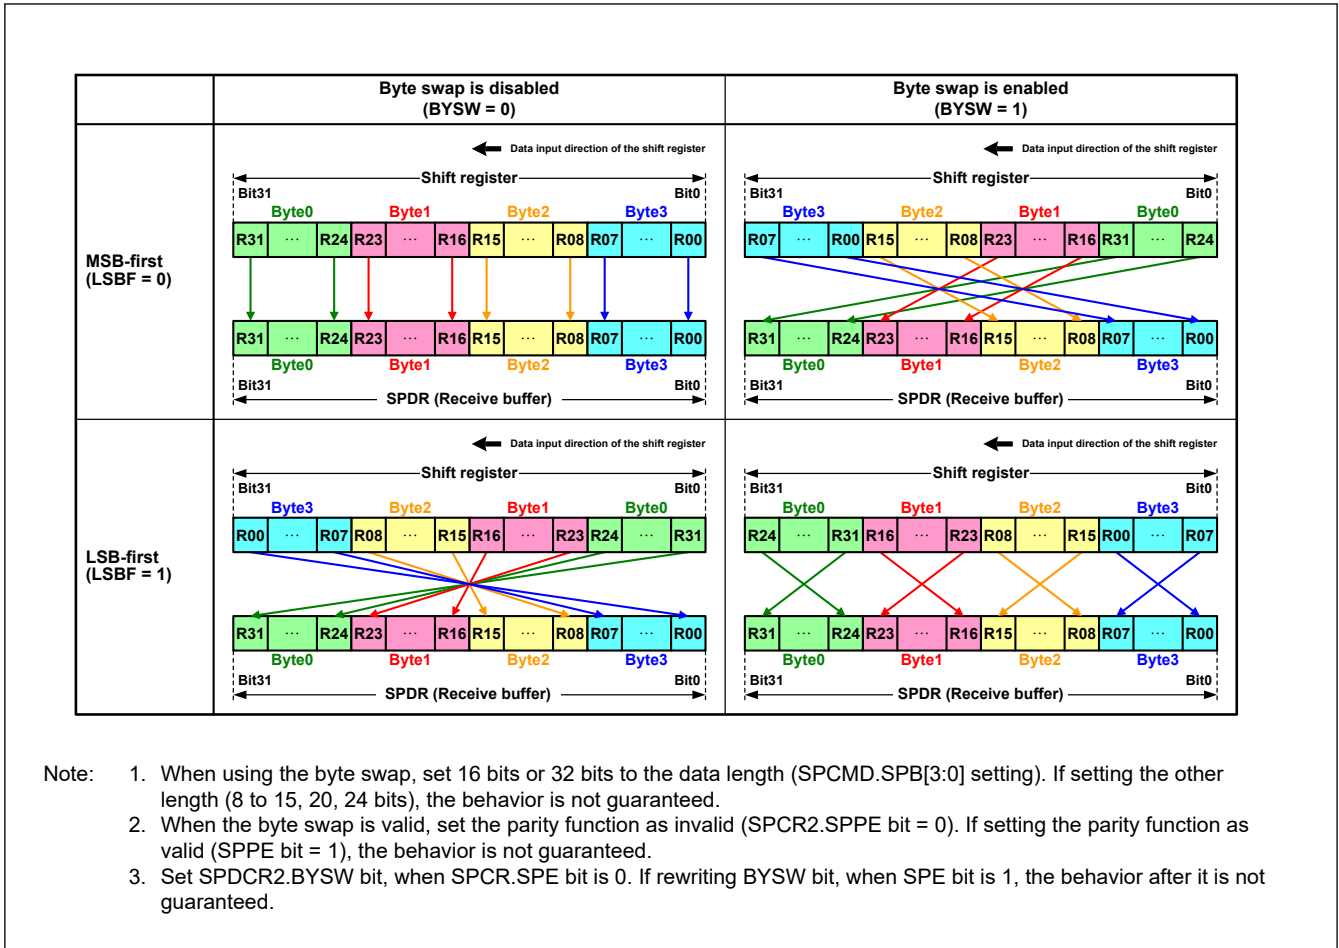 Byte swap is disabled
(BYSW = 0)
Byte swap is enabled
(BYSW = 1)
MSB-first
(LSBF = 0)
Data input direction of the shift register
Shift register
Bit31 Bit0
Byte0 Byte1 Byte2 Byte3
R31 ... R24 R23 ... R16 R15 ... R08 R07 ... R00
R31 ... R24 R23 ... R16 R15 ... R08 R07 ... R00
Byte0 Byte1 Byte2 Byte3
Bit31 Bit0
SPDR (Receive buffer)
Data input direction of the shift register
Shift register
Bit31 Bit0
Byte3 Byte2 Byte1 Byte0
R07 ... R00 R15 ... R08 R23 ... R16 R31 ... R24
R31 ... R24 R23 ... R16 R15 ... R08 R07 ... R00
Byte0 Byte1 Byte2 Byte3
Bit31 Bit0
SPDR (Receive buffer)
LSB-first
(LSBF = 1)
Data input direction of the shift register
Shift register
Bit31 Bit0
Byte3 Byte2 Byte1 Byte0
R00 ... R07 R08 ... R15 R16 ... R23 R24 ... R31
R31 ... R24 R23 ... R16 R15 ... R08 R07 ... R00
Byte0 Byte1 Byte2 Byte3
Bit31 Bit0
SPDR (Receive buffer)
Data input direction of the shift register
Shift register
Bit31 Bit0
Byte0 Byte1 Byte2 Byte3
R24 ... R31 R16 ... R23 R08 ... R15 R00 ... R07
R31 ... R24 R23 ... R16 R15 ... R08 R07 ... R00
Byte0 Byte1 Byte2 Byte3
Bit31 Bit0
SPDR (Receive buffer)
Note: 1. When using the byte swap, set 16 bits or 32 bits to the data length (SPCMD.SPB[3:0] setting). If setting the other
length (8 to 15, 20, 24 bits), the behavior is not guaranteed.
2. When the byte swap is valid, set the parity function as invalid (SPCR2.SPPE bit = 0). If setting the parity function as
valid (SPPE bit = 1), the behavior is not guaranteed.
3. Set SPDCR2.BYSW bit, when SPCR.SPE bit is 0. If rewriting BYSW bit, when SPE bit is 1, the behavior after it is not
guaranteed.